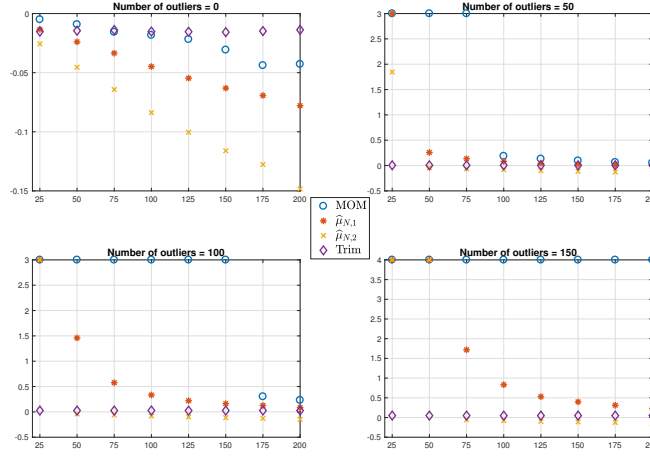 Number of outliers = 0
0
-0.05
-0.1
-0.15
25 50 75 100 125 150 175 200
Number of outliers = 50
3
2.5
2
1.5
1
0.5
0
-0.5
25 50 75 100 125 150 175 200
MOM
μ̂_{N,1}
μ̂_{N,2}
Trim
Number of outliers = 100
3
2.5
2
1.5
1
0.5
0
-0.5
25 50 75 100 125 150 175 200
Number of outliers = 150
4
3.5
3
2.5
2
1.5
1
0.5
0
-0.5
25 50 75 100 125 150 175 200